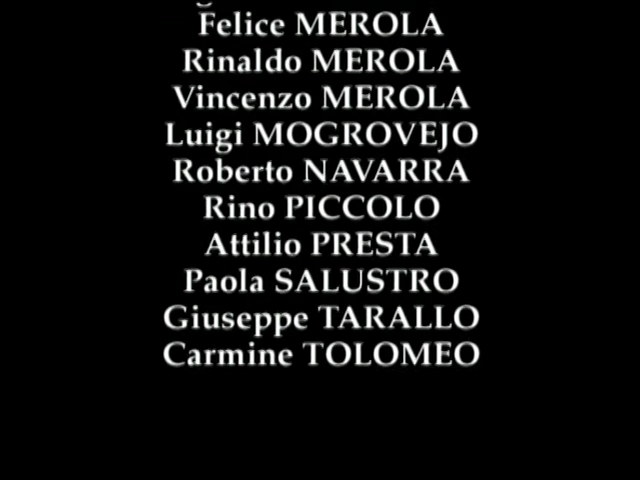 Felice MEROLA
Rinaldo MEROLA
Vincenzo MEROLA
Luigi MOGROVEJO
Roberto NAVARRA
Rino PICCOLO
Attilio PRESTA
Paola SALUSTRO
Giuseppe TARALLO
Carmine TOLOMEO